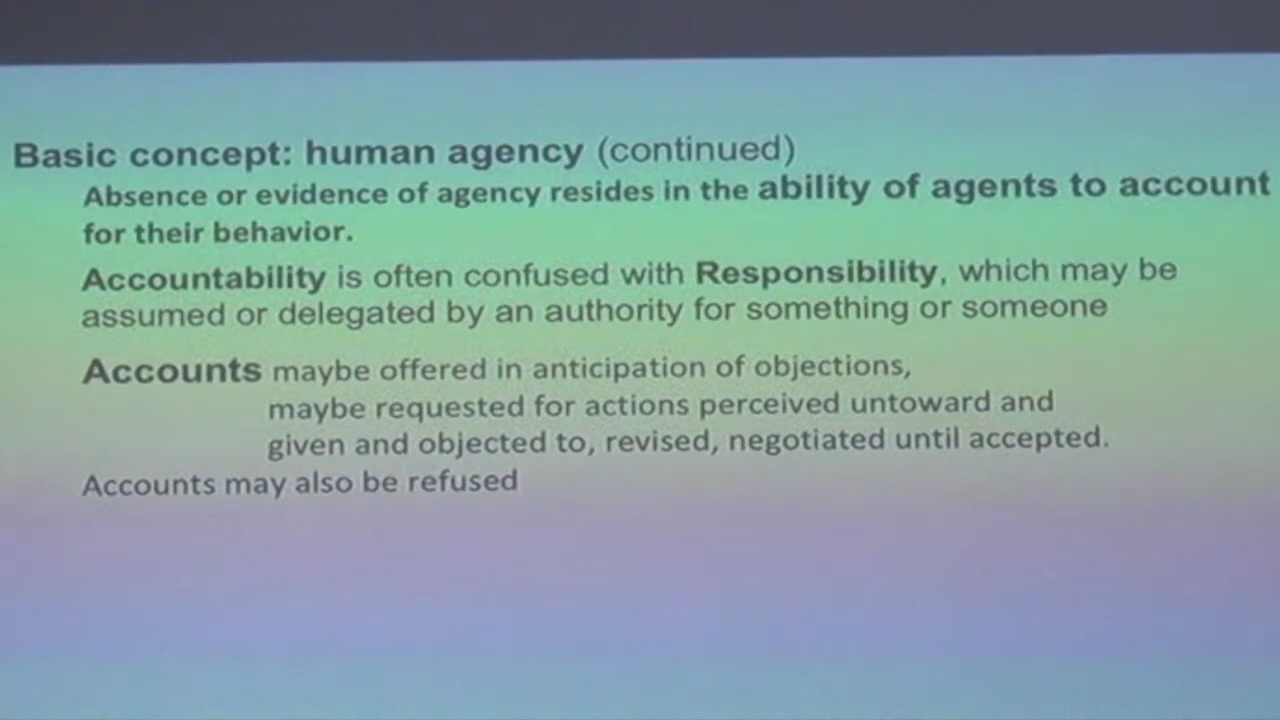 Basic concept: human agency (continued)
Absence or evidence of agency resides in the ability of agents to account
for their behavior.
Accountability is often confused with Responsibility, which may be
assumed or delegated by an authority for something or someone
Accounts maybe offered in anticipation of objections,
maybe requested for actions perceived untoward and
given and objected to, revised, negotiated until accepted.
Accounts may also be refused